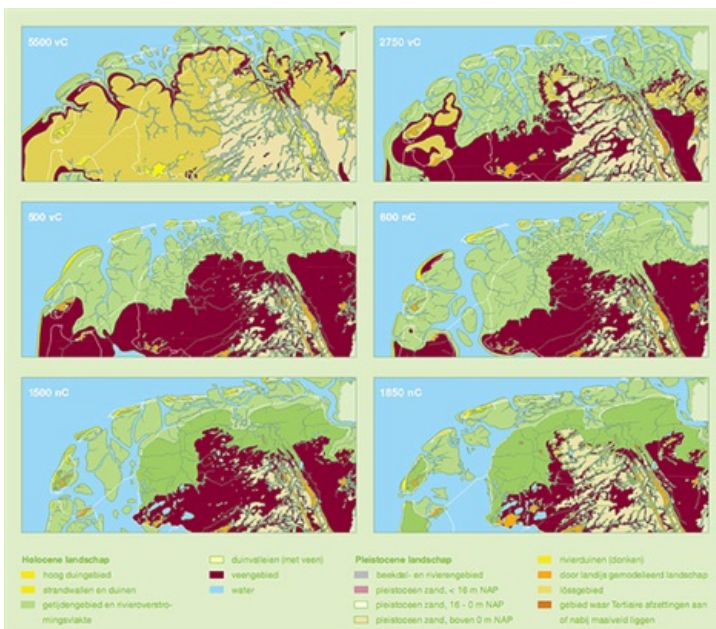 5500 vC
2750 vC
500 vC
600 nC
1500 nC
1850 nC
Holocene landschap
hoog duingebied
strandwallen en duinen
getijdengebied en rivieroverstro-
mingsvlakte
duinvalleien (met veen)
veengebied
water
Pleistocene landschap
beekdal- en rivierengebied
pleistoceen zand, < 16 m NAP
pleistoceen zand, 16 - 0 m NAP
pleistoceen zand, boven 0 m NAP
rivierduinen (donken)
door landijs gemodelleerd landschap
lössgebied
gebied waar Tertiaire afzettingen aan
of nabij maaiveld liggen